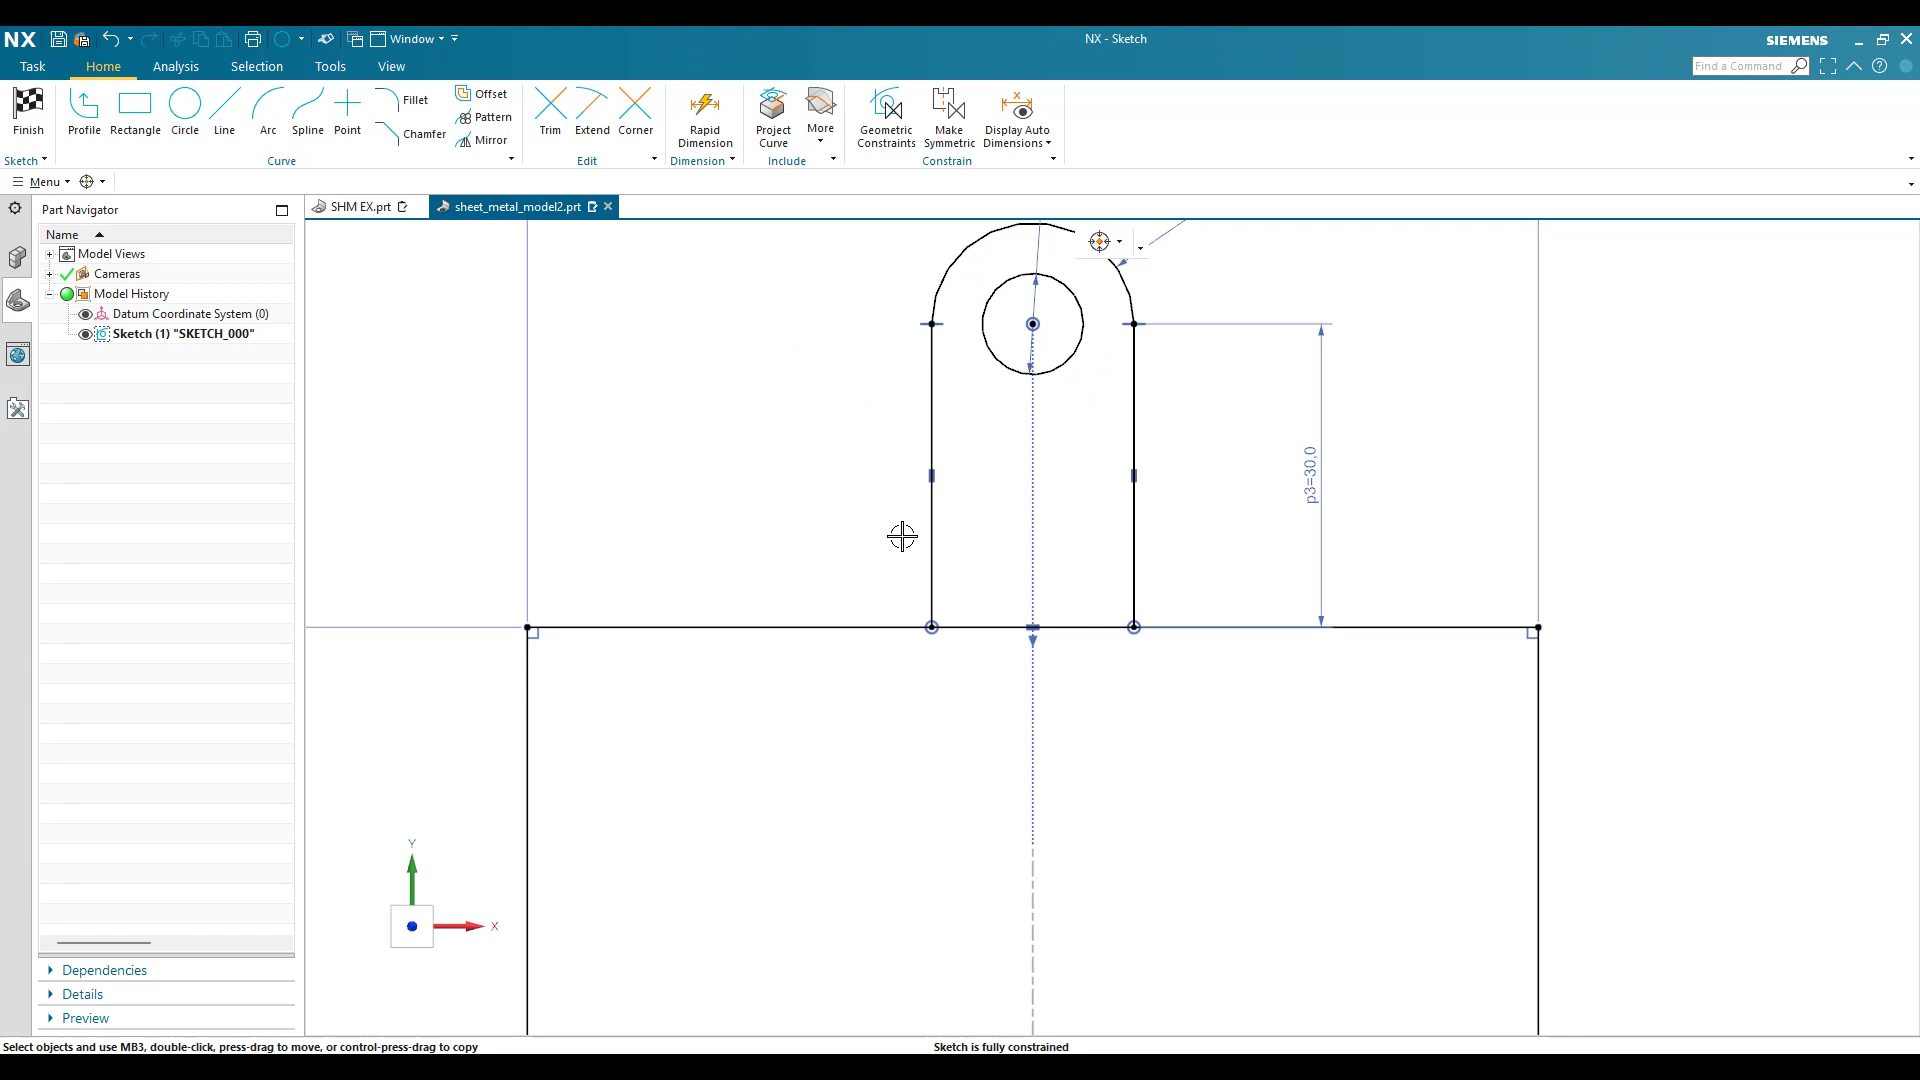 NX Window NX - Sketch SIEMENS
Task Home Analysis Selection Tools View Find a Command
Profile Rectangle Circle Line Arc Spline Point Fillet Chamfer Offset Pattern Mirror Trim Extend Corner Rapid Dimension Project Curve More Geometric Constraints Make Symmetric Display Auto Dimensions
Finish
Sketch Curve Edit Dimension Include Constrain
Menu
Part Navigator
SHM EX.prt sheet_metal_model2.prt
Name
Model Views
Cameras
Model History
Datum Coordinate System (0)
Sketch (1) "SKETCH_000"
p3=30,0
Y
X
Dependencies
Details
Preview
Select objects and use MB3, double-click, press-drag to move, or control-press-drag to copy Sketch is fully constrained